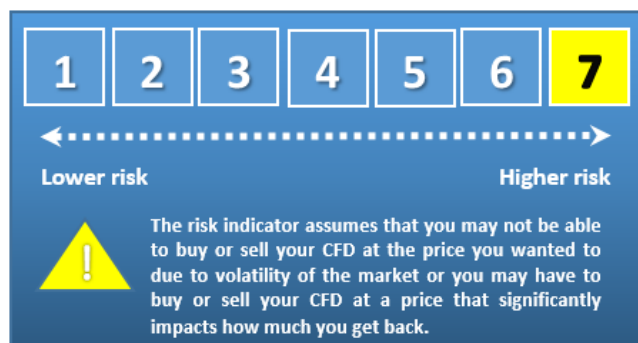 1 2 3 4 5 6 7
Lower risk Higher risk
!
The risk indicator assumes that you may not be able
to buy or sell your CFD at the price you wanted to
due to volatility of the market or you may have to
buy or sell your CFD at a price that significantly
impacts how much you get back.